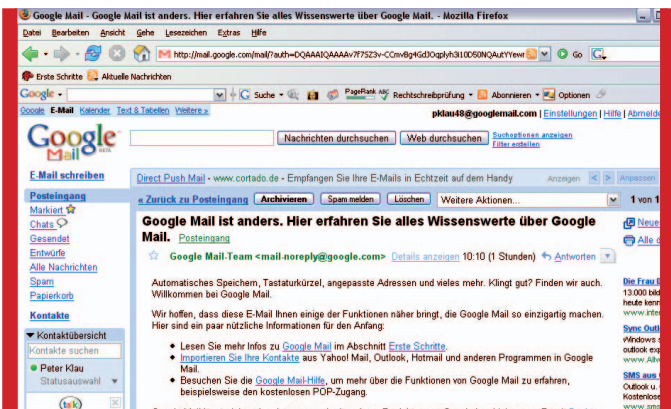 Google Mail - Google Mail ist anders. Hier erfahren Sie alles Wissenswerte über Google Mail. - Mozilla Firefox
Datei Bearbeiten Ansicht Gehe Lesezeichen Extras Hilfe
Go
Erste Schritte Aktuelle Nachrichten
Google Suche PageRank Rechtschreibprüfung Abonnieren Optionen
Google E-Mail Kalender Text & Tabellen Weitere »
pklau48@googlemail.com | Einstellungen | Hilfe | Abmelde
Google Mail BETA
Nachrichten durchsuchen Web durchsuchen Suchoptionen anzeigen
Filter erstellen
E-Mail schreiben
Direct Push Mail - www.cortado.de - Empfangen Sie Ihre E-Mails in Echtzeit auf dem Handy Anzeigen < > Anpassen
Posteingang
Markiert
Chats
Gesendet
Entwürfe
Alle Nachrichten
Spam
Papierkorb
Kontakte
Kontaktübersicht
Kontakte suchen
Peter Klau
Statusauswahl
talk
« Zurück zu Posteingang Archivieren Spam melden Löschen Weitere Aktionen... 1 von 1
Google Mail ist anders. Hier erfahren Sie alles Wissenswerte über Google
Mail. Posteingang
Google Mail-Team <mail-noreply@google.com> Details anzeigen 10:10 (1 Stunden) Antworten
Automatisches Speichern, Tastaturkürzel, angepasste Adressen und vieles mehr. Klingt gut? Finden wir auch.
Willkommen bei Google Mail.
Wir hoffen, dass diese E-Mail Ihnen einige der Funktionen näher bringt, die Google Mail so einzigartig machen.
Hier sind ein paar nützliche Informationen für den Anfang:
Lesen Sie mehr Infos zu Google Mail im Abschnitt Erste Schritte.
Importieren Sie Ihre Kontakte aus Yahoo! Mail, Outlook, Hotmail und anderen Programmen in Google
Mail.
Besuchen Sie die Google Mail-Hilfe, um mehr über die Funktionen von Google Mail zu erfahren,
beispielsweise den kostenlosen POP-Zugang.
Neue
Alle
Die Frau
13.000 bild
heute kenn
www.inter
Sync Outl
Windows
outlook
SMS aus
Outlook u.
Kostenlose